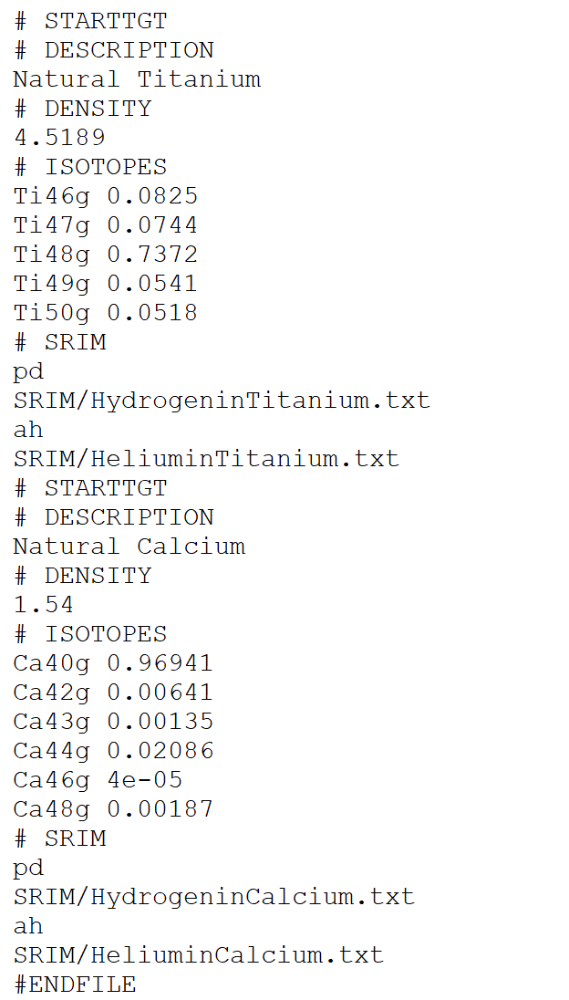 # STARTTGT
# DESCRIPTION
Natural Titanium
# DENSITY
4.5189
# ISOTOPES
Ti46g 0.0825
Ti47g 0.0744
Ti48g 0.7372
Ti49g 0.0541
Ti50g 0.0518
# SRIM
pd
SRIM/HydrogeninTitanium.txt
ah
SRIM/HeliuminTitanium.txt
# STARTTGT
# DESCRIPTION
Natural Calcium
# DENSITY
1.54
# ISOTOPES
Ca40g 0.96941
Ca42g 0.00641
Ca43g 0.00135
Ca44g 0.02086
Ca46g 4e-05
Ca48g 0.00187
# SRIM
pd
SRIM/HydrogeninCalcium.txt
ah
SRIM/HeliuminCalcium.txt
#ENDFILE